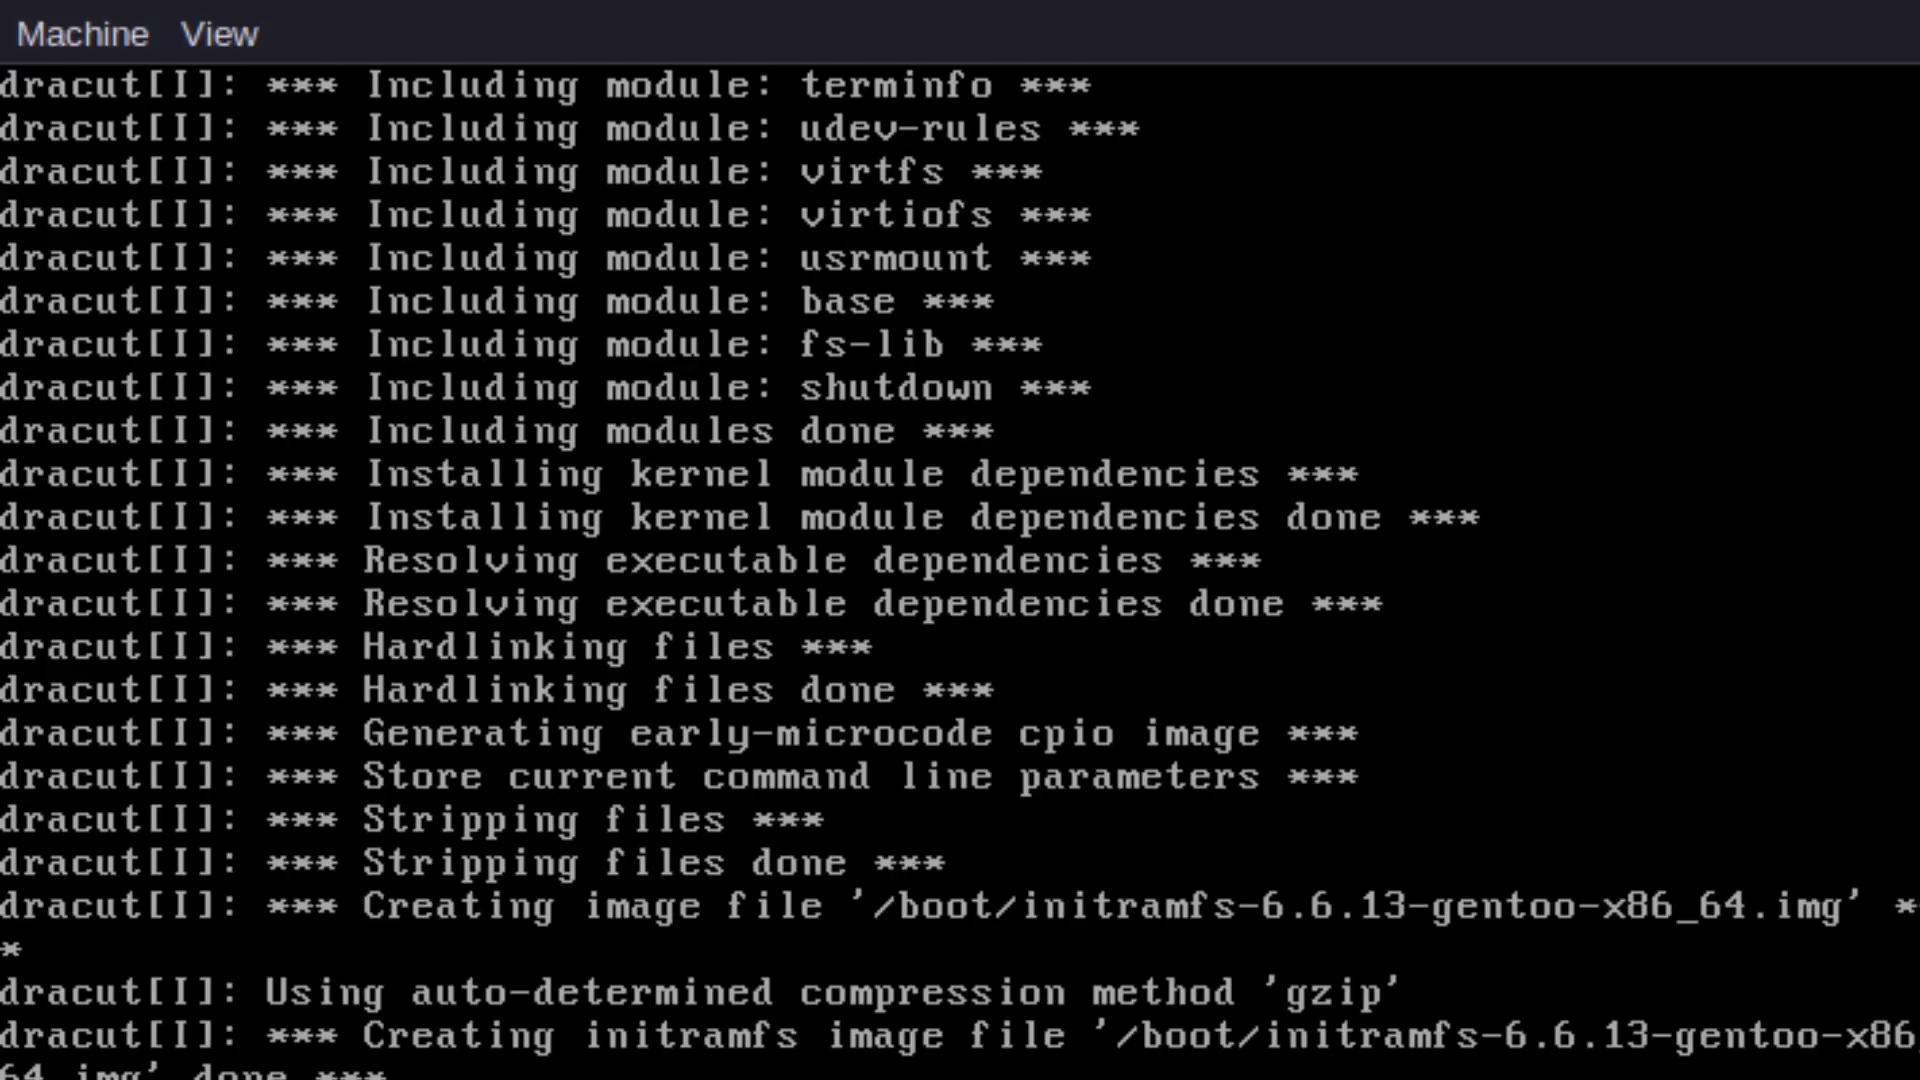 Machine View
dracut[I]: *** Including module: terminfo ***
dracut[I]: *** Including module: udev-rules ***
dracut[I]: *** Including module: virtfs ***
dracut[I]: *** Including module: virtiofs ***
dracut[I]: *** Including module: usrmount ***
dracut[I]: *** Including module: base ***
dracut[I]: *** Including module: fs-lib ***
dracut[I]: *** Including module: shutdown ***
dracut[I]: *** Including modules done ***
dracut[I]: *** Installing kernel module dependencies ***
dracut[I]: *** Installing kernel module dependencies done ***
dracut[I]: *** Resolving executable dependencies ***
dracut[I]: *** Resolving executable dependencies done ***
dracut[I]: *** Hardlinking files ***
dracut[I]: *** Hardlinking files done ***
dracut[I]: *** Generating early-microcode cpio image ***
dracut[I]: *** Store current command line parameters ***
dracut[I]: *** Stripping files ***
dracut[I]: *** Stripping files done ***
dracut[I]: *** Creating image file '/boot/initramfs-6.6.13-gentoo-x86_64.img' *
*
dracut[I]: Using auto-determined compression method 'gzip'
dracut[I]: *** Creating initramfs image file '/boot/initramfs-6.6.13-gentoo-x86
64.img' done ***